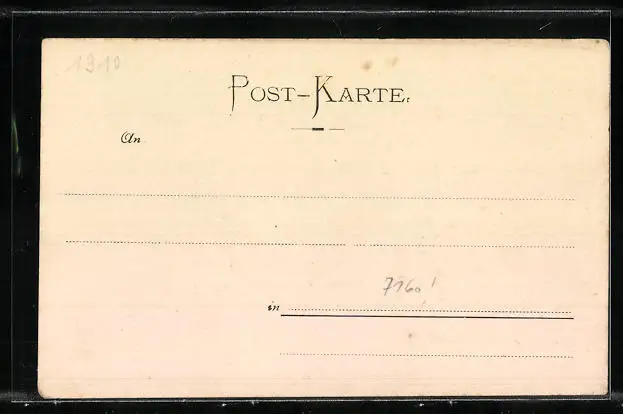 1910
POST-KARTE.
An
7160!
in